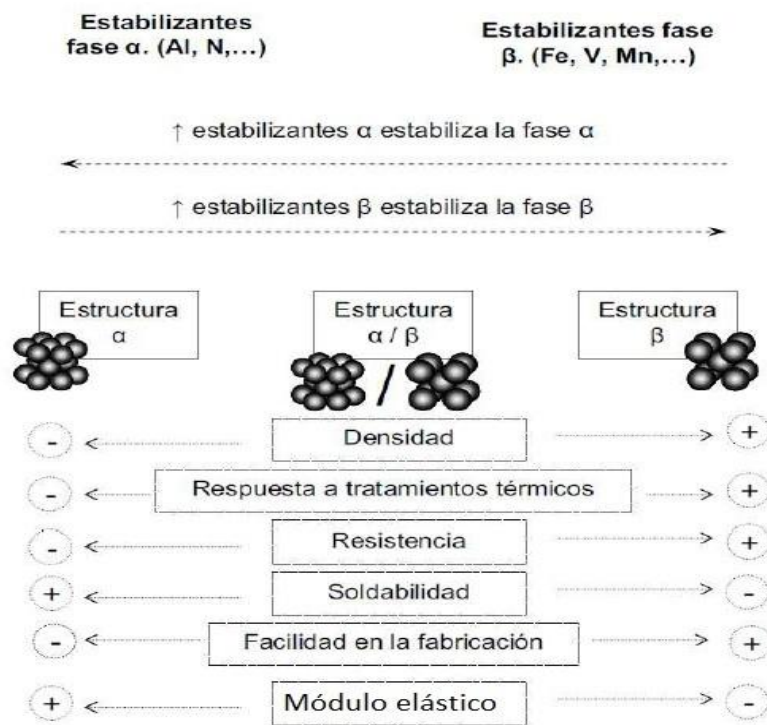 Estabilizantes
fase α. (Al, N,…)
Estabilizantes fase
β. (Fe, V, Mn,…)
↑ estabilizantes α estabiliza la fase α
↑ estabilizantes β estabiliza la fase β
Estructura
α
Estructura
α / β
Estructura
β
/
- Densidad +
- Respuesta a tratamientos térmicos +
- Resistencia +
+ Soldabilidad -
- Facilidad en la fabricación +
+ Módulo elástico -